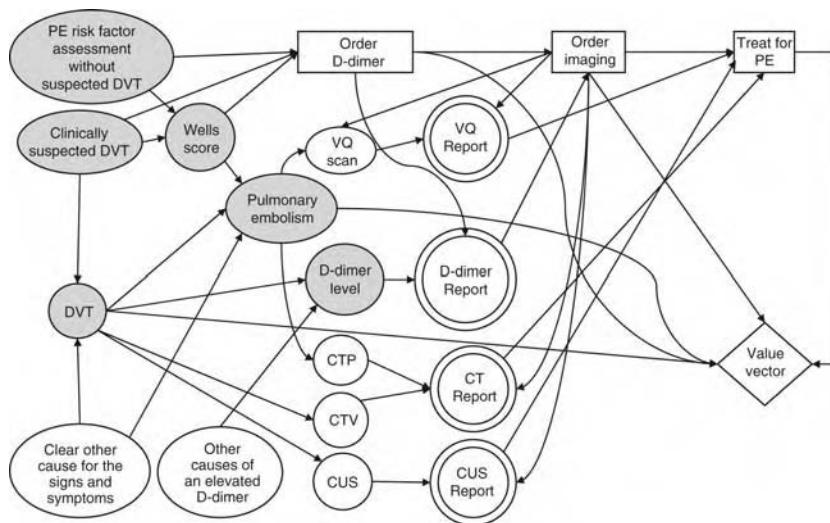 PE risk factor
assessment
without
suspected DVT
Order
D-dimer
Order
imaging
Treat for
PE
Clinically
suspected DVT
Wells
score
VQ
scan
VQ
Report
Pulmonary
embolism
D-dimer
level
D-dimer
Report
DVT
CTP
CT
Report
Value
vector
CTV
Clear other
cause for the
signs and
symptoms
Other
causes of
an elevated
D-dimer
CUS
CUS
Report